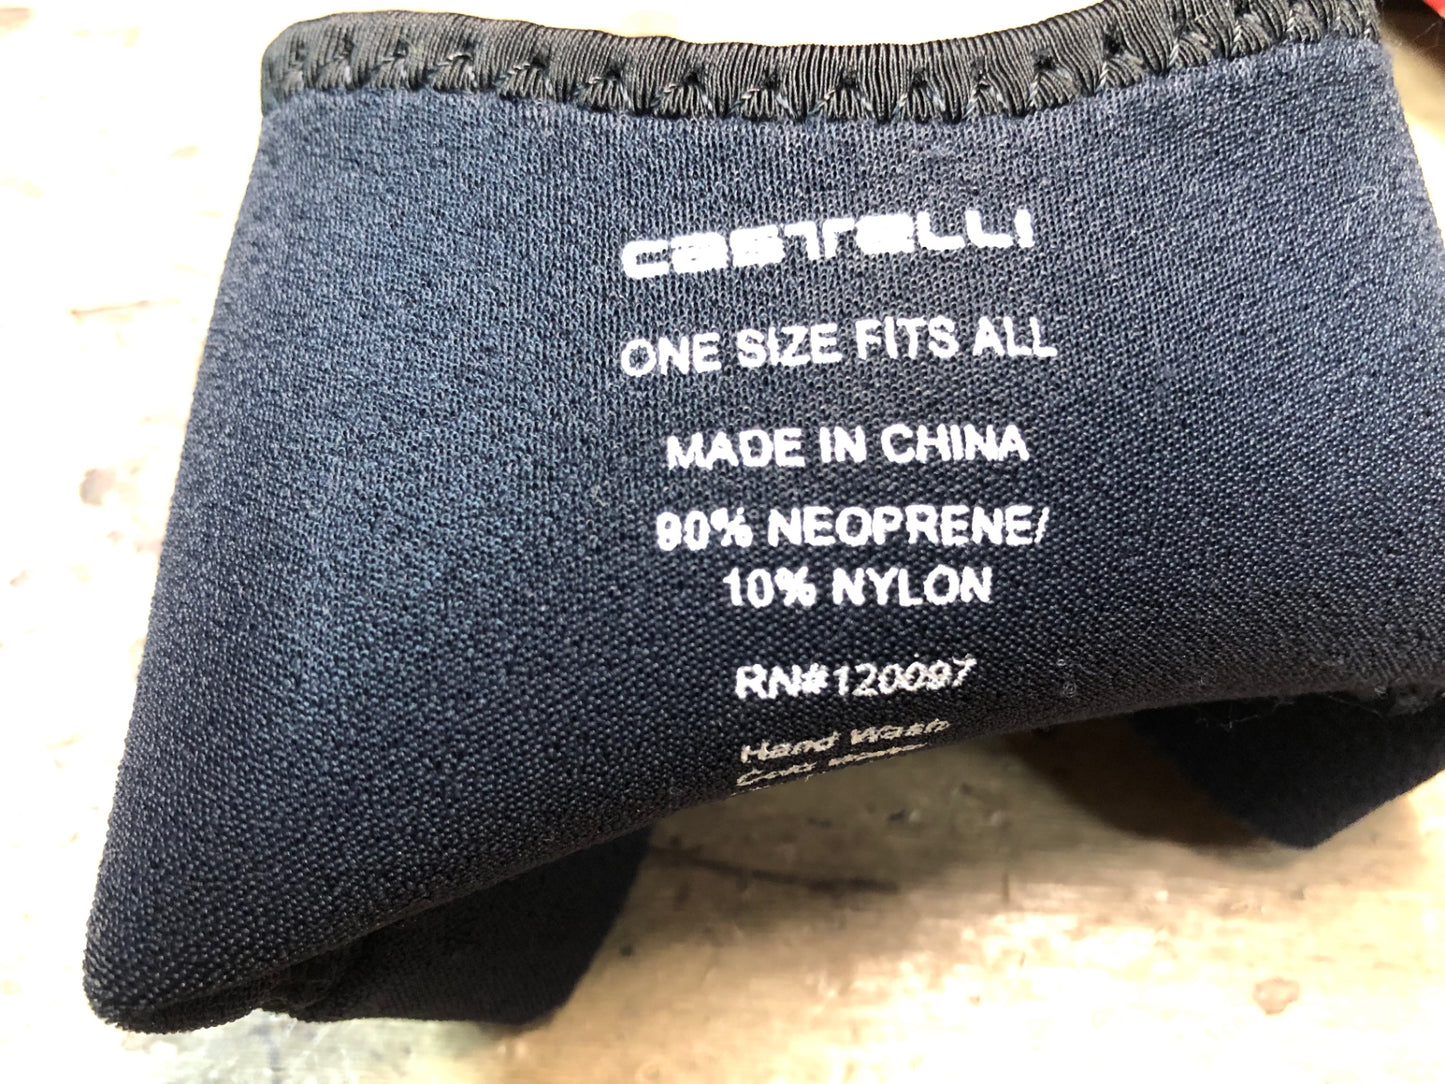 castelli
ONE SIZE FITS ALL
MADE IN CHINA
90% NEOPRENE/
10% NYLON
RN#120097
Hand Wash